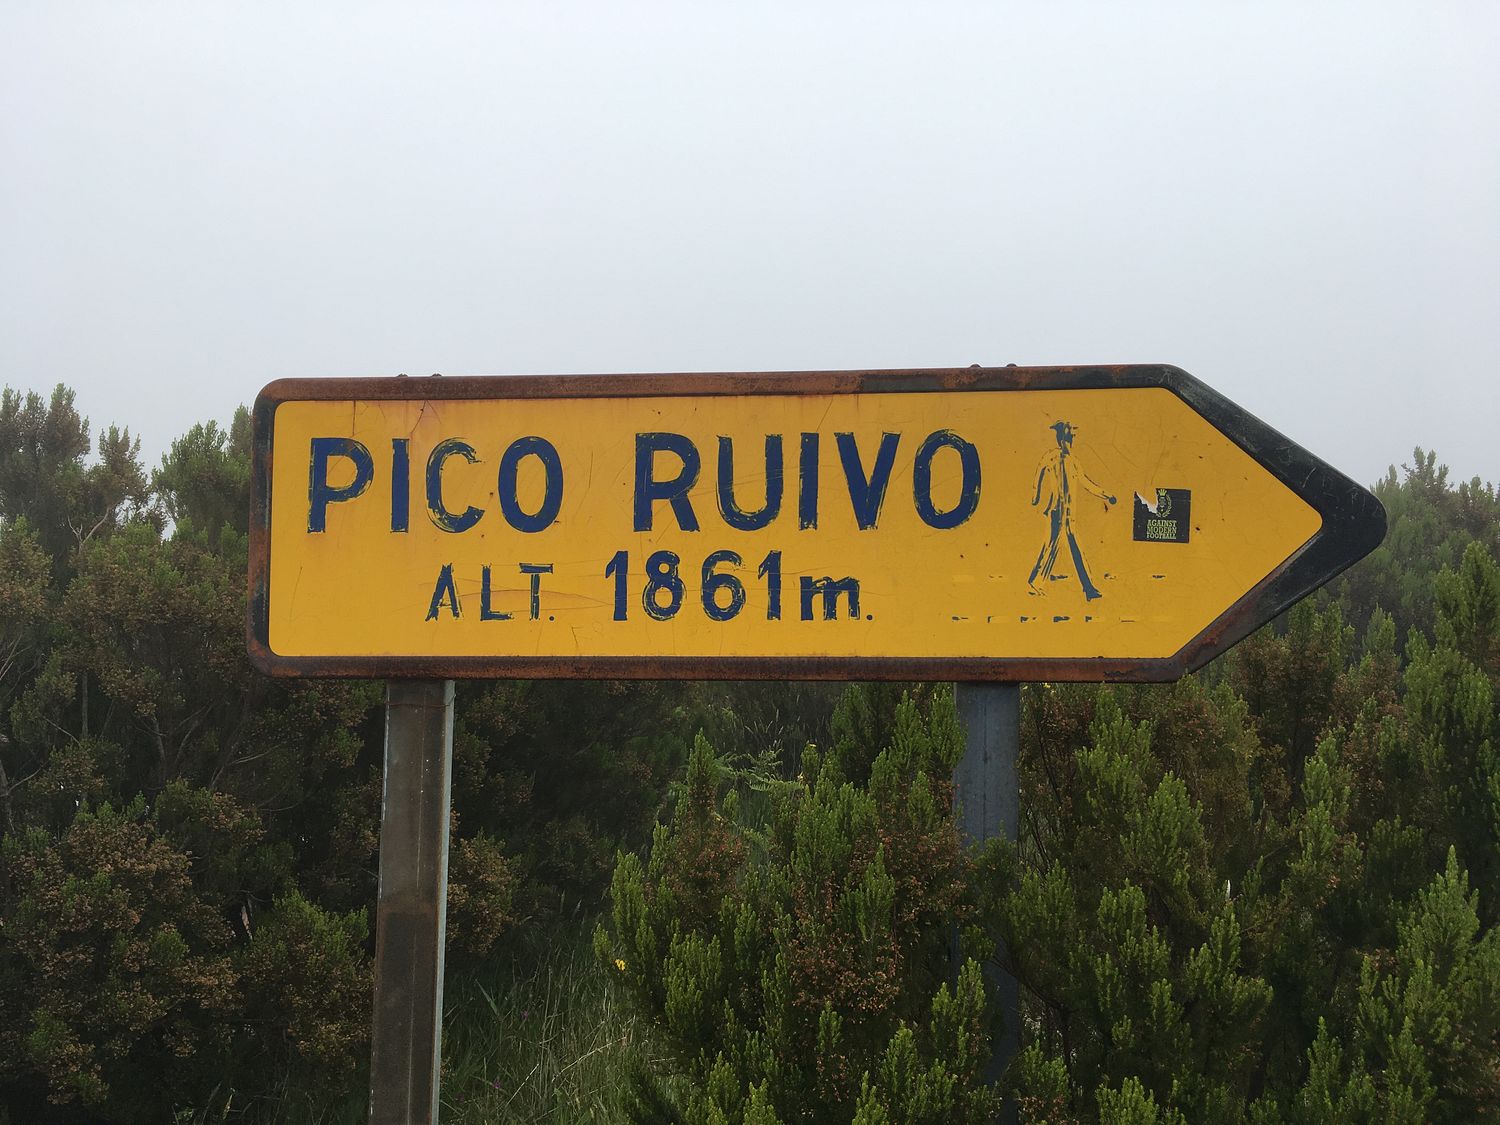 PICO RUIVO
ALT. 1861m.
AGAINST
MODERN
FOOTBALL